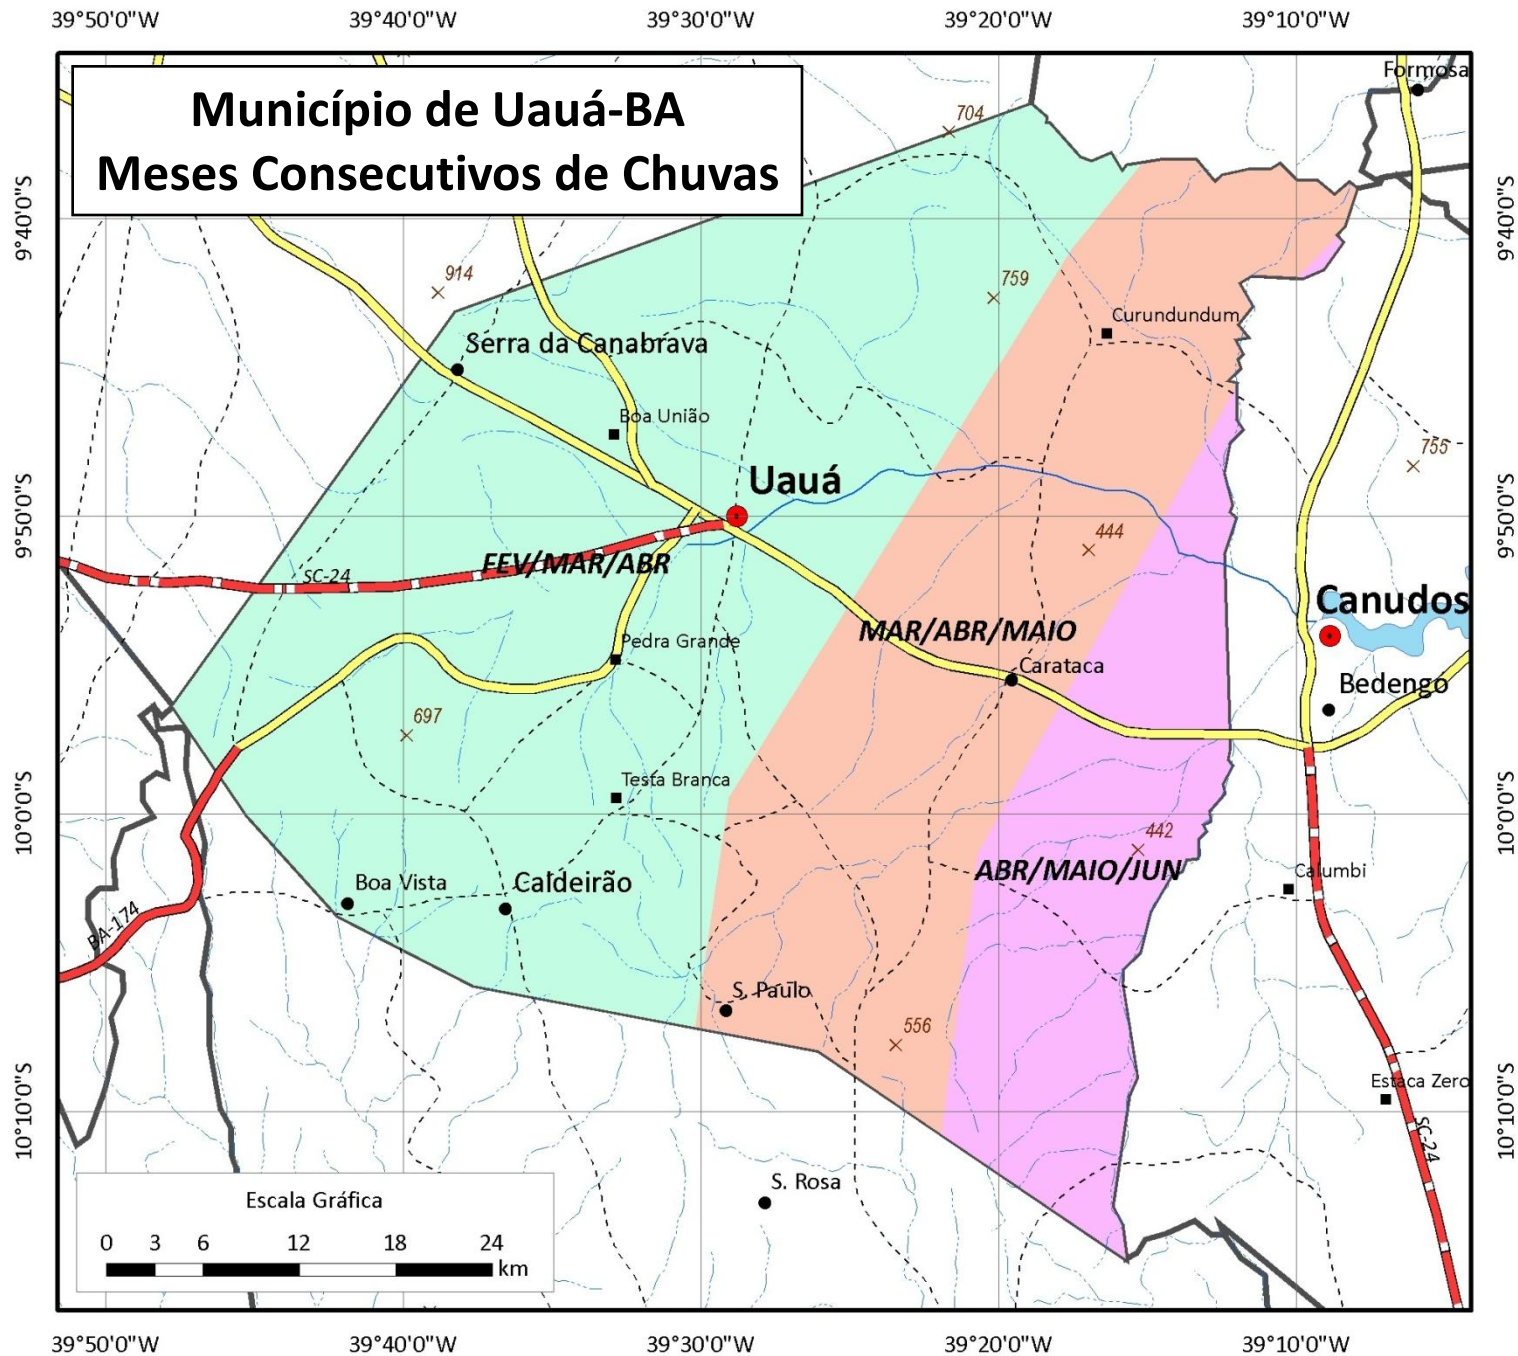 39°50'0"W
39°40'0"W
39°30'0"W
39°20'0"W
39°10'0"W
Município de Uauá-BA
Meses Consecutivos de Chuvas
Formosa
704
9°40'0"S
9°40'0"S
914
759
Curundundum
Serra da Canabrava
Boa União
755
Uauá
9°50'0"S
9°50'0"S
444
FEV/MAR/ABR
SC-24
Canudos
MAR/ABR/MAIO
Pedra Grande
Carataca
Bedengó
697
Testa Branca
10°0'0"S
10°0'0"S
442
ABR/MAIO/JUN
Calumbi
Boa Vista
Caldeirão
BA-174
S. Paulo
556
Estaca Zero
10°10'0"S
10°10'0"S
SC-24
S. Rosa
Escala Gráfica
0 3 6 12 18 24
km
39°50'0"W
39°40'0"W
39°30'0"W
39°20'0"W
39°10'0"W